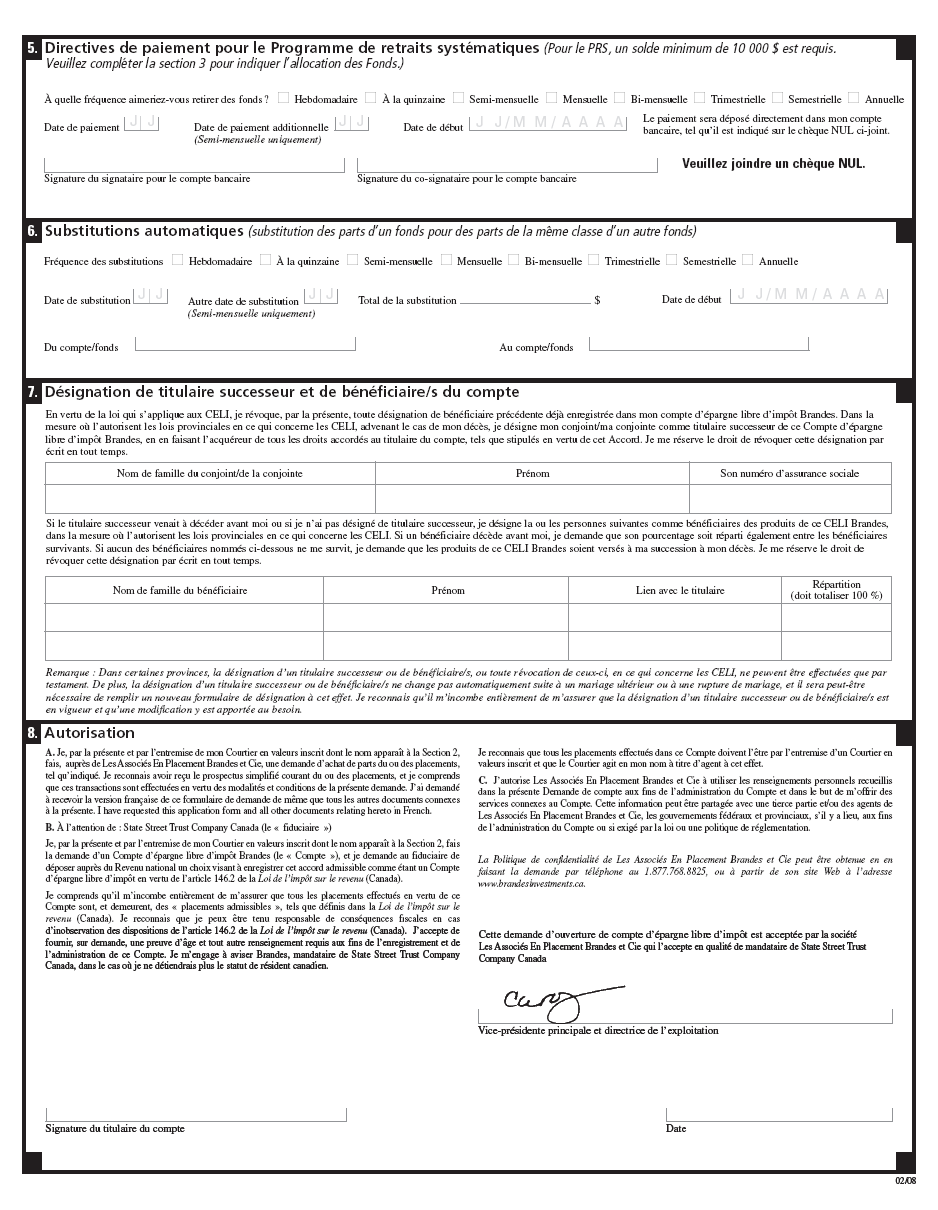 5. Directives de paiement pour le Programme de retraits systématiques (Pour le PRS, un solde minimum de 10 000 $ est requis.
Veuillez compléter la section 3 pour indiquer l'allocation des Fonds.)
À quelle fréquence aimeriez-vous retirer des fonds ? Hebdomadaire À la quinzaine Semi-mensuelle Mensuelle Bi-mensuelle Trimestrielle Semestrielle Annuelle
Date de paiement J J Date de paiement additionnelle J J Date de début J J/M M/A A A A Le paiement sera déposé directement dans mon compte
(Semi-mensuelle uniquement) bancaire, tel qu'il est indiqué sur le chèque NUL ci-joint.
Veuillez joindre un chèque NUL.
Signature du signataire pour le compte bancaire Signature du co-signataire pour le compte bancaire
6. Substitutions automatiques (substitution des parts d'un fonds pour des parts de la même classe d'un autre fonds)
Fréquence des substitutions Hebdomadaire À la quinzaine Semi-mensuelle Mensuelle Bi-mensuelle Trimestrielle Semestrielle Annuelle
Date de substitution J J Autre date de substitution J J Total de la substitution $ Date de début J J/M M/A A A A
(Semi-mensuelle uniquement)
Du compte/fonds Au compte/fonds
7. Désignation de titulaire successeur et de bénéficiaire/s du compte
En vertu de la loi qui s'applique aux CELI, je révoque, par la présente, toute désignation de bénéficiaire précédente déjà enregistrée dans mon compte d'épargne libre d'impôt Brandes. Dans la
mesure où l'autorisent les lois provinciales en ce qui concerne les CELI, advenant le cas de mon décès, je désigne mon conjoint/ma conjointe comme titulaire successeur de ce Compte d'épargne
libre d'impôt Brandes, en en faisant l'acquéreur de tous les droits accordés au titulaire du compte, tels que stipulés en vertu de cet Accord. Je me réserve le droit de révoquer cette désignation par
écrit en tout temps.
Nom de famille du conjoint/de la conjointe Prénom Son numéro d'assurance sociale
Si le titulaire successeur venait à décéder avant moi ou si je n'ai pas désigné de titulaire successeur, je désigne la ou les personnes suivantes comme bénéficiaires des produits de ce CELI Brandes,
dans la mesure où l'autorisent les lois provinciales en ce qui concerne les CELI. Si un bénéficiaire décède avant moi, je demande que son pourcentage soit réparti également entre les bénéficiaires
survivants. Si aucun des bénéficiaires nommés ci-dessous ne me survit, je demande que les produits de ce CELI Brandes soient versés à ma succession à mon décès. Je me réserve le droit de
révoquer cette désignation par écrit en tout temps.
Nom de famille du bénéficiaire Prénom Lien avec le titulaire Répartition
(doit totaliser 100 %)
Remarque : Dans certaines provinces, la désignation d'un titulaire successeur ou de bénéficiaire/s, ou toute révocation de ceux-ci, en ce qui concerne les CELI, ne peuvent être effectuées que par
testament. De plus, la désignation d'un titulaire successeur ou de bénéficiaire/s ne change pas automatiquement suite à un mariage ultérieur ou à une rupture de mariage, et il sera peut-être
nécessaire de remplir un nouveau formulaire de désignation à cet effet. Je reconnais qu'il m'incombe entièrement de m'assurer que la désignation d'un titulaire successeur ou de bénéficiaire/s est
en vigueur et qu'une modification y est apportée au besoin.
8. Autorisation
A. Je, par la présente et par l'entremise de mon Courtier en valeurs inscrit dont le nom apparaît à la Section 2,
fais, auprès de Les Associés En Placement Brandes et Cie, une demande d'achat de parts du ou des placements,
tel qu'indiqué. Je reconnais avoir reçu le prospectus simplifié courant du ou des placements, et je comprends
que ces transactions sont effectuées en vertu des modalités et conditions de la présente demande. J'ai demandé
à recevoir la version française de ce formulaire de demande de même que tous les autres documents connexes
à la présente. I have requested this application form and all other documents relating hereto in French.
B. À l'attention de : State Street Trust Company Canada (le « fiduciaire »)
Je, par la présente et par l'entremise de mon Courtier en valeurs inscrit dont le nom apparaît à la Section 2, fais
la demande d'un Compte d'épargne libre d'impôt Brandes (le « Compte »), et je demande au fiduciaire de
déposer auprès du Revenu national un choix visant à enregistrer cet accord admissible comme étant un Compte
d'épargne libre d'impôt en vertu de l'article 146.2 de la Loi de l'impôt sur le revenu (Canada).
Je comprends qu'il m'incombe entièrement de m'assurer que tous les placements effectués en vertu de ce
Compte sont, et demeurent, des « placements admissibles », tels que définis dans la Loi de l'impôt sur le
revenu (Canada). Je reconnais que je peux être tenu responsable de conséquences fiscales en cas
d'inobservation des dispositions de l'article 146.2 de la Loi de l'impôt sur le revenu (Canada). J'accepte de
fournir, sur demande, une preuve d'âge et tout autre renseignement requis aux fins de l'enregistrement et de
l'administration de ce Compte. Je m'engage à aviser Brandes, mandataire de State Street Trust Company
Canada, dans le cas où je ne détiendrais plus le statut de résident canadien.
Je reconnais que tous les placements effectués dans ce Compte doivent l'être par l'entremise d'un Courtier en
valeurs inscrit et que le Courtier agit en mon nom à titre d'agent à cet effet.
C. J'autorise Les Associés En Placement Brandes et Cie à utiliser les renseignements personnels recueillis
dans la présente Demande de compte aux fins de l'administration du Compte et dans le but de m'offrir des
services connexes au Compte. Cette information peut être partagée avec une tierce partie et/ou des agents de
Les Associés En Placement Brandes et Cie, les gouvernements fédéraux et provinciaux, s'il y a lieu, aux fins
de l'administration du Compte ou si exigé par la loi ou une politique de réglementation.
La Politique de confidentialité de Les Associés En Placement Brandes et Cie peut être obtenue en en
faisant la demande par téléphone au 1.877.768.8825, ou à partir de son site Web à l'adresse
www.brandesinvestments.ca.
Cette demande d'ouverture de compte d'épargne libre d'impôt est acceptée par la société
Les Associés En Placement Brandes et Cie qui l'accepte en qualité de mandataire de State Street Trust
Company Canada
Vice-présidente principale et directrice de l'exploitation
Signature du titulaire du compte Date
02/08